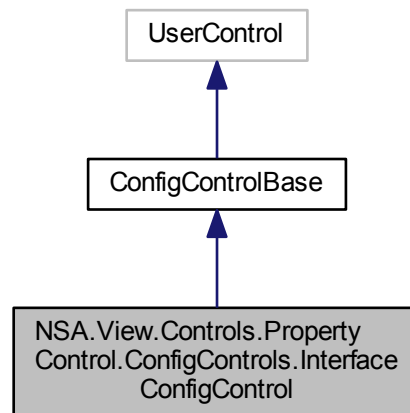 UserControl
ConfigControlBase
NSA.View.Controls.Property
Control.ConfigControls.Interface
ConfigControl